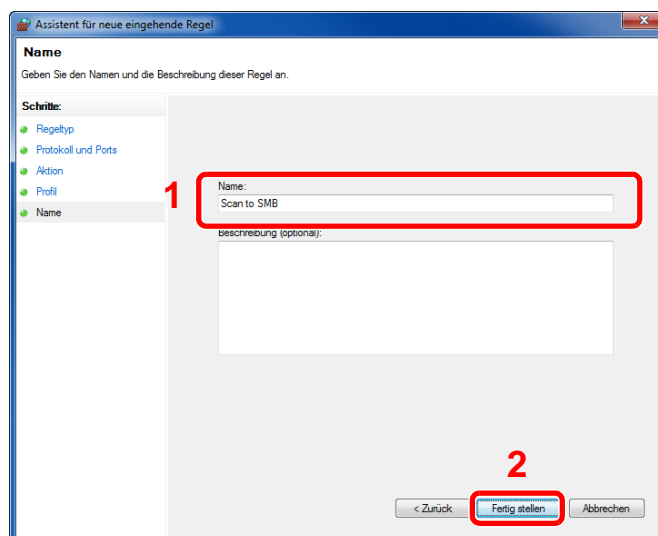 Assistent für neue eingehende Regel
Name
Geben Sie den Namen und die Beschreibung dieser Regel an.
Schritte:
Regeltyp
Protokoll und Ports
Aktion
Profil
Name
1
Name:
Scan to SMB
Beschreibung (optional):
2
< Zurück
Fertig stellen
Abbrechen